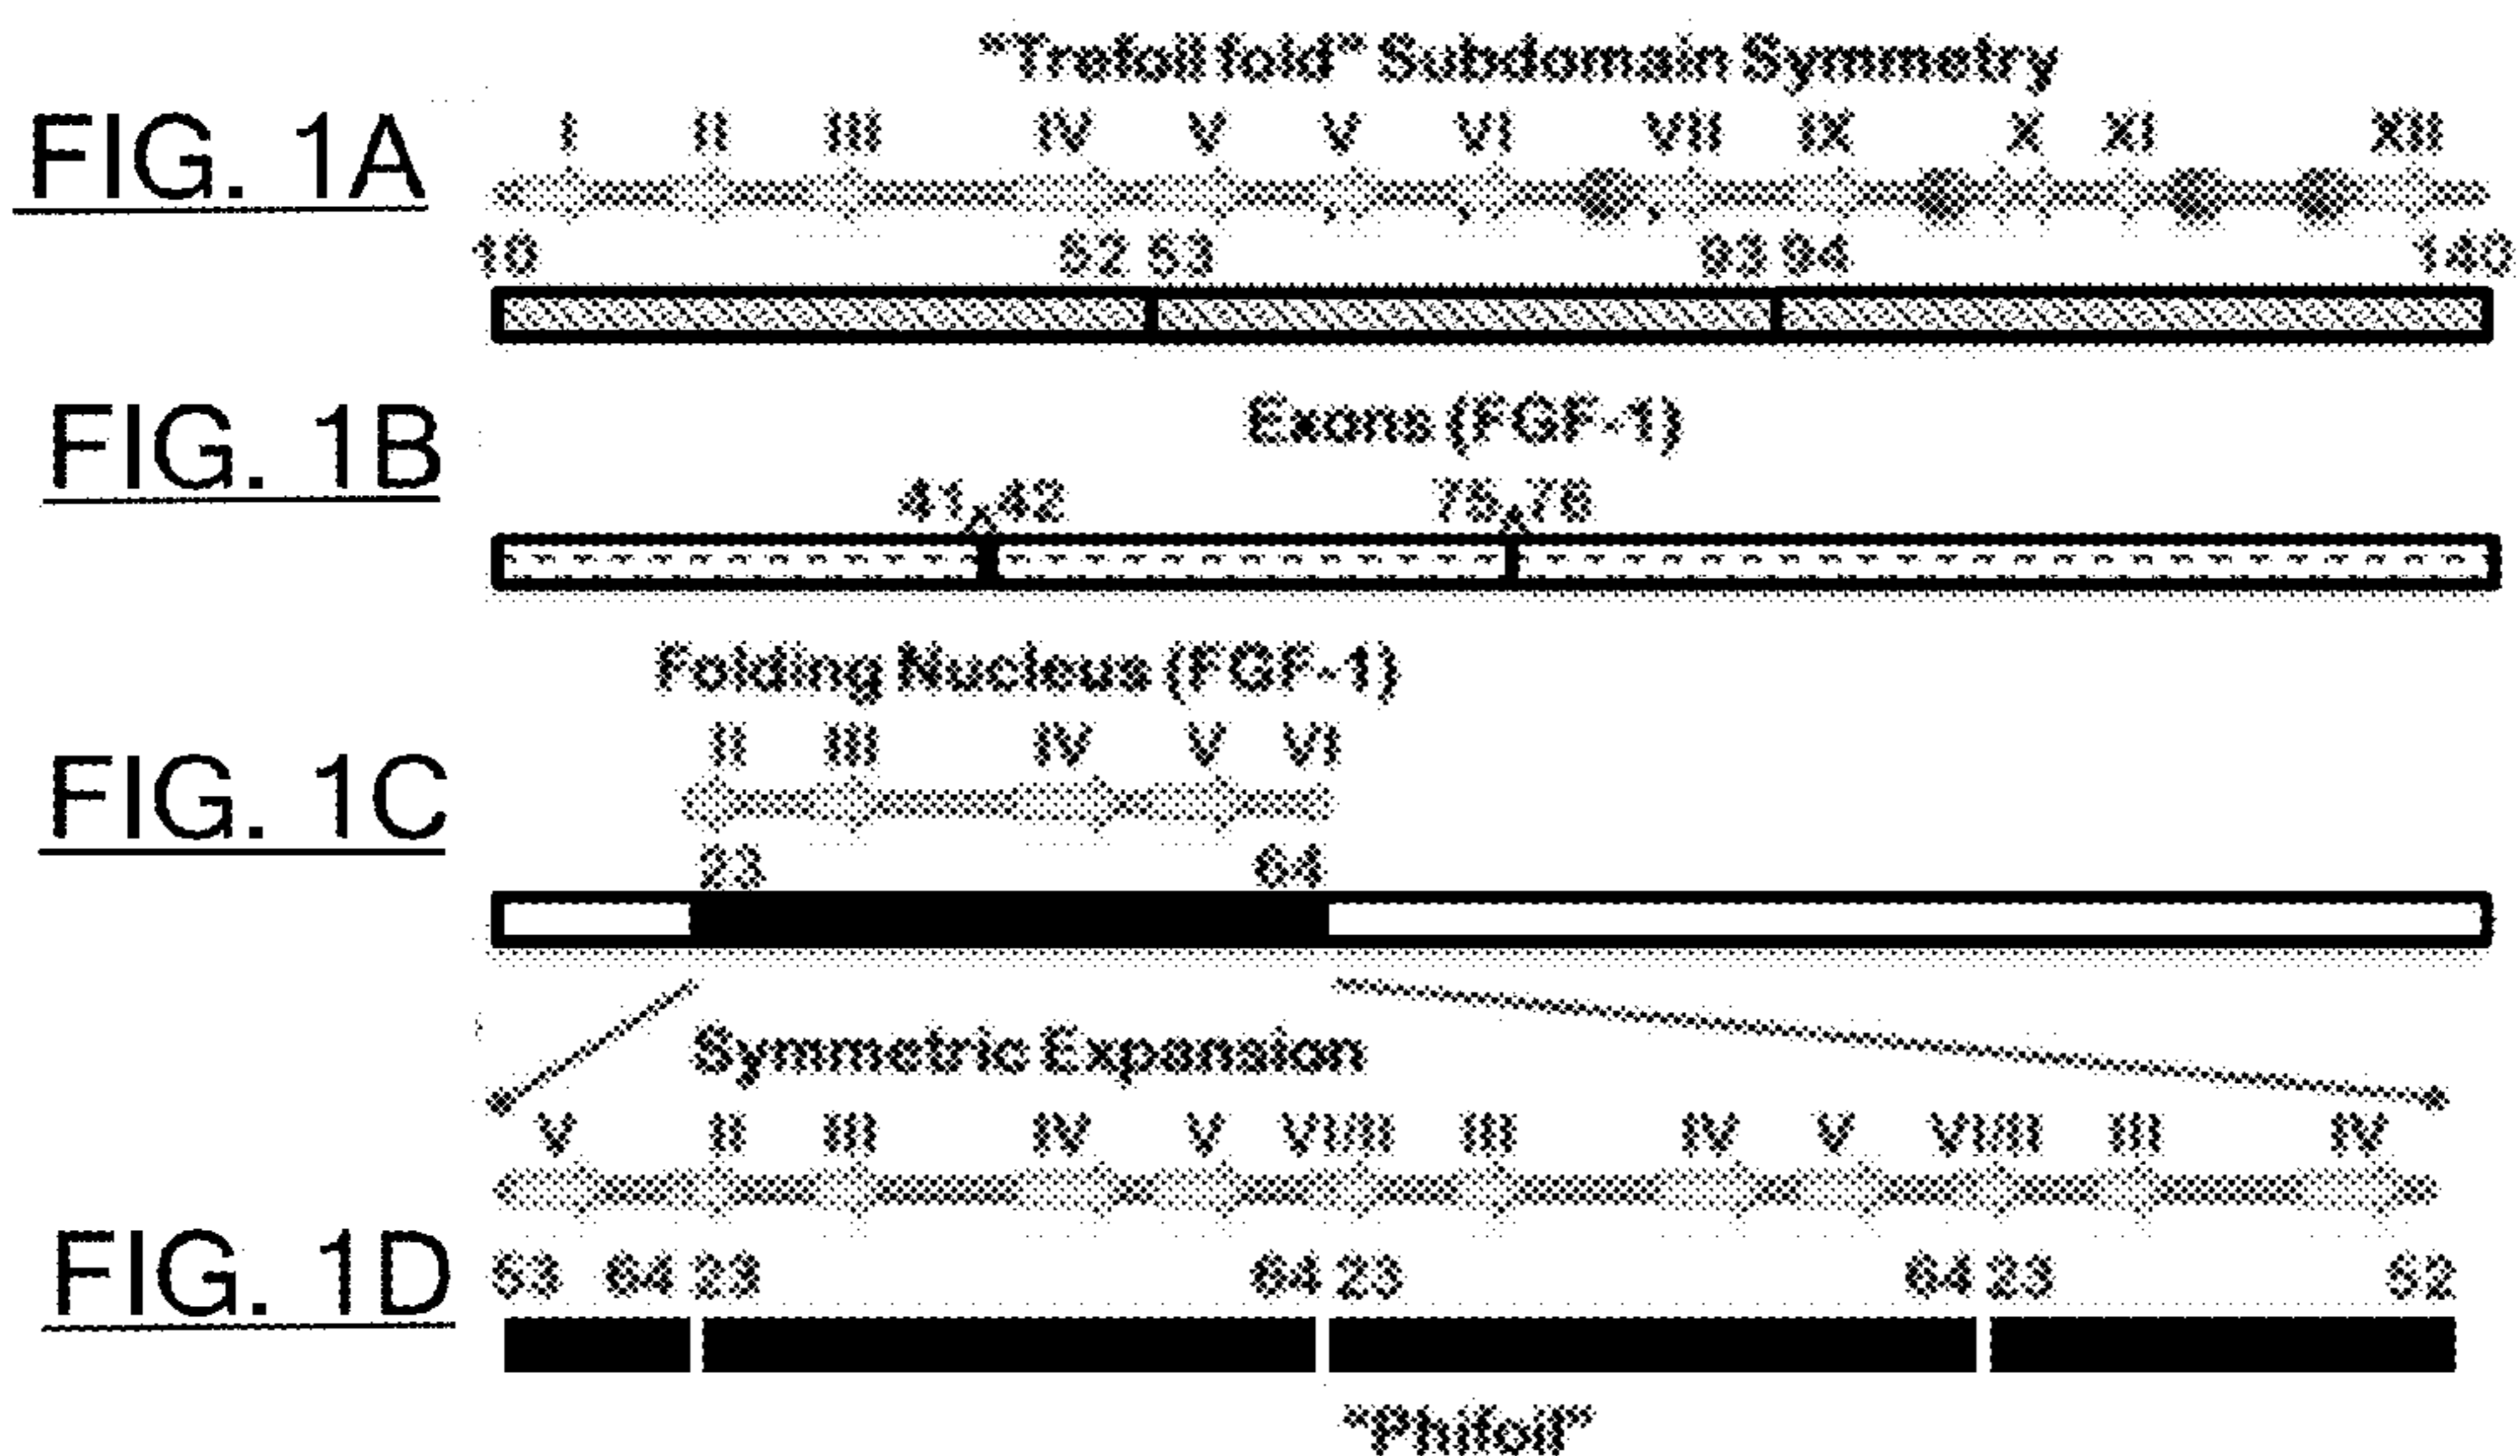 "Trefoil fold" Subdomain Symmetry
FIG. 1A
I II III IV V V VI VII IX X XI XII
10 52 53 93 94 140
FIG. 1B
Exons (FGF-1)
41 42 75 76
Folding Nucleus (FGF-1)
FIG. 1C
II III IV V VI
23 64
Symmetric Expansion
V II III IV V VI/II III IV V VI/II III IV
FIG. 1D
53 64 23 64 23 64 23 52
"Phifoil"